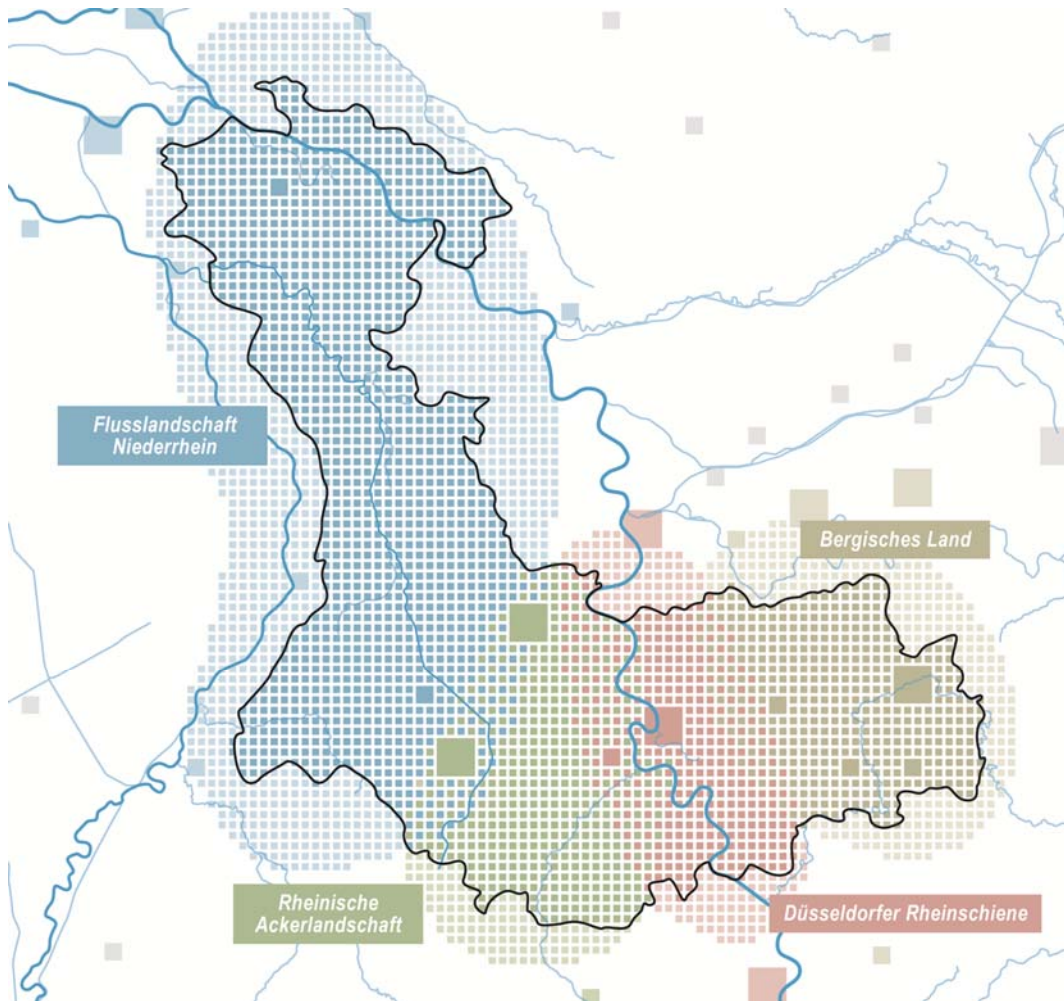 Flusslandschaft
Niederrhein
Bergisches Land
Rheinische
Ackerlandschaft
Düsseldorfer Rheinschiene